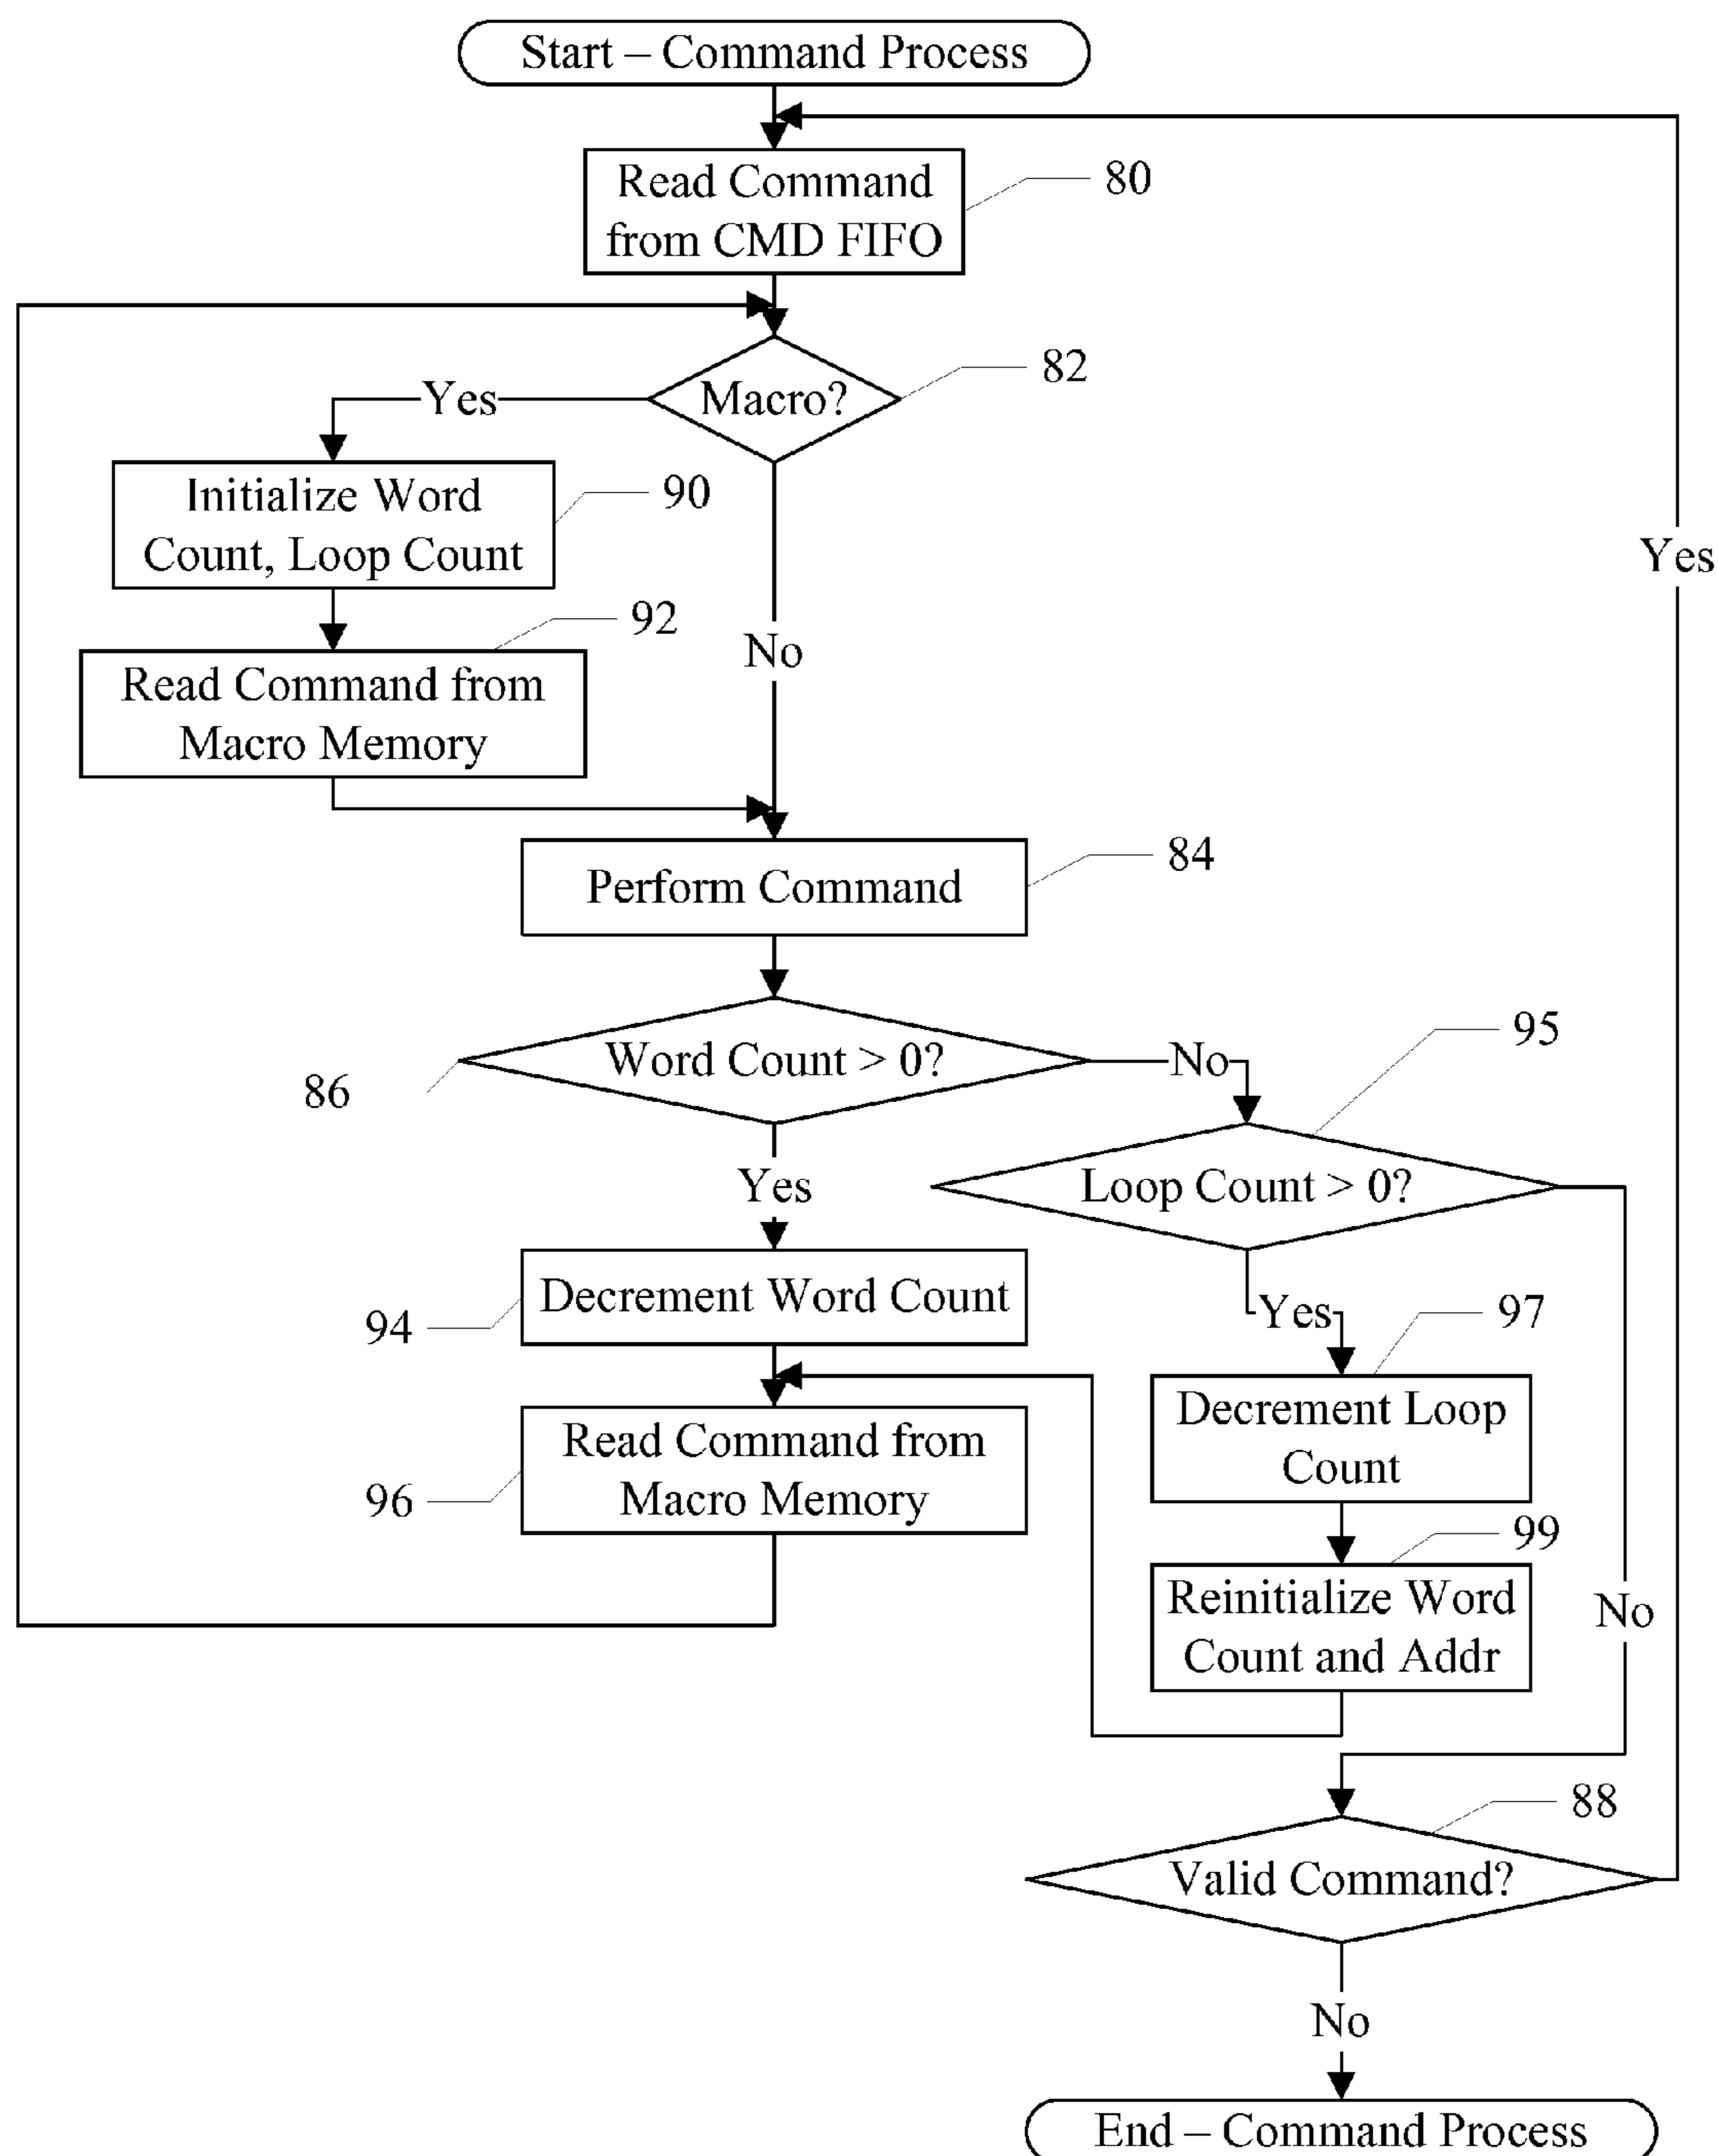 Start – Command Process
Read Command
from CMD FIFO
80
Macro?
82
Yes
Initialize Word
Count, Loop Count
90
Yes
Read Command from
Macro Memory
92
No
Perform Command
84
Word Count > 0?
86
No
95
Yes
Loop Count > 0?
Decrement Word Count
94
Yes
97
Read Command from
Macro Memory
96
Decrement Loop
Count
99
Reinitialize Word
Count and Addr
No
88
Valid Command?
No
End – Command Process